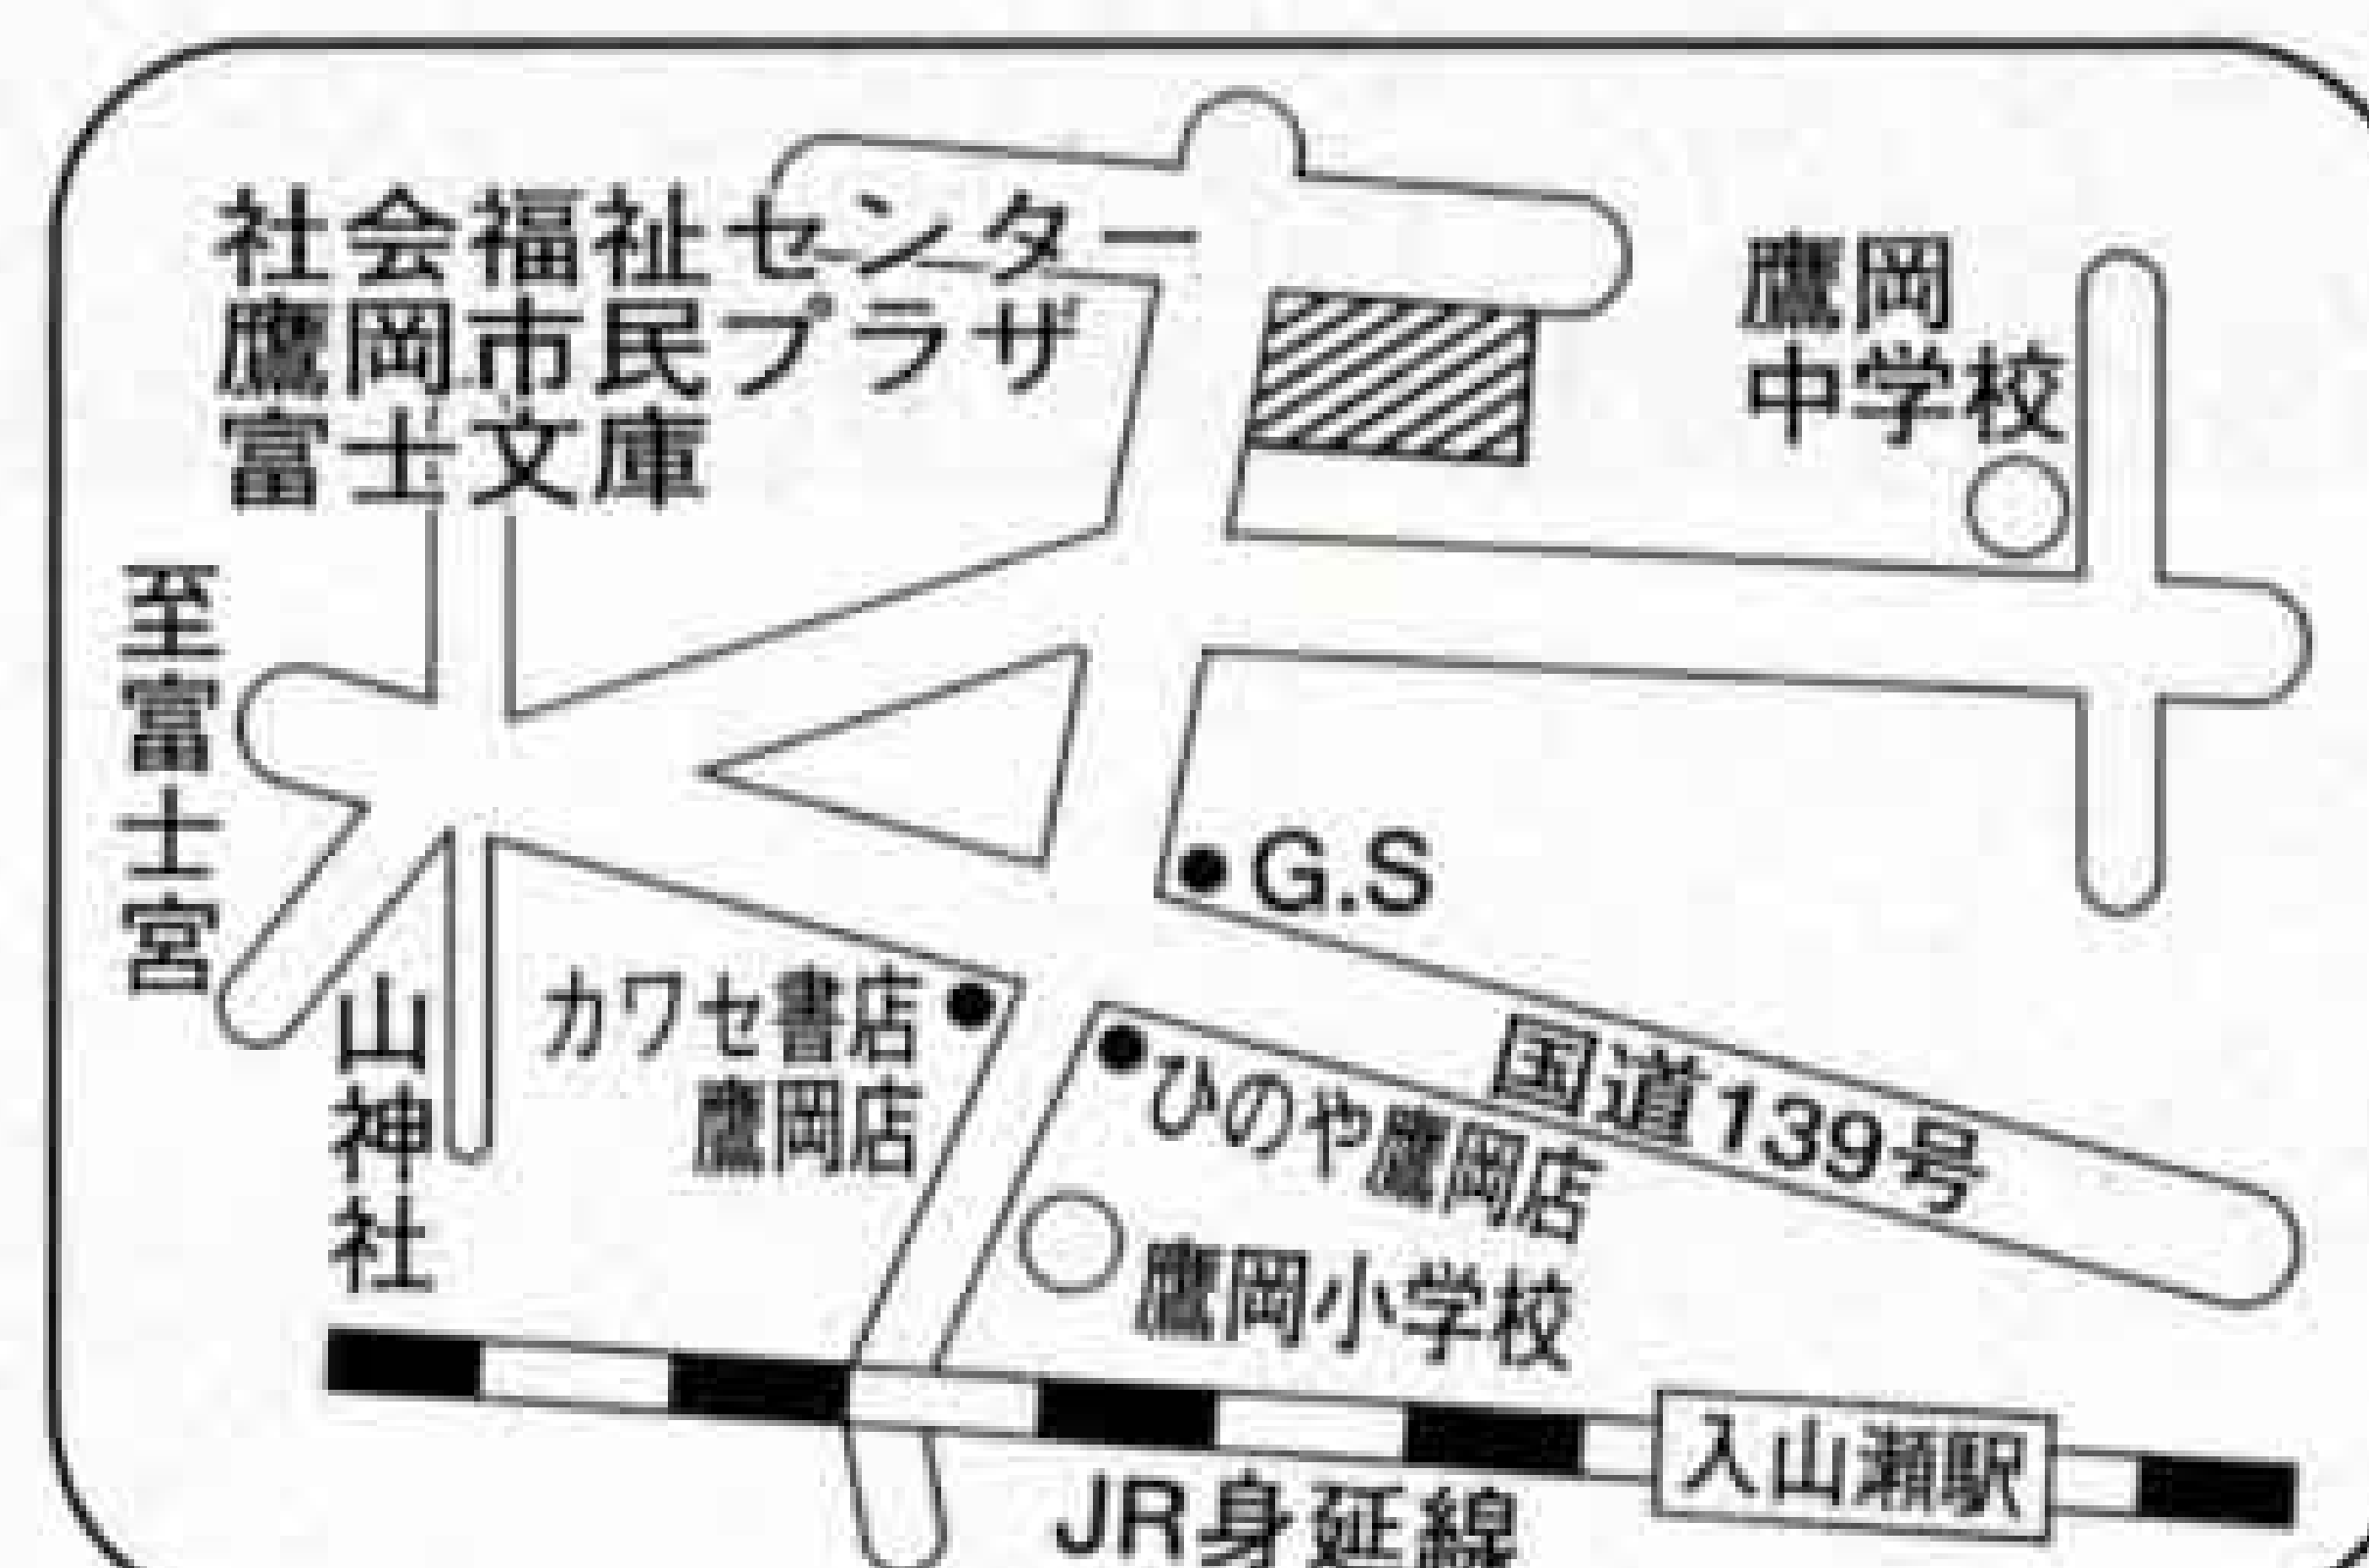 社会福祉センター
鷹岡市民プラザ
富士文庫
鷹岡
中学校
至富士宮
G.S
山神社
カワセ書店
鷹岡店
ひのや鷹岡店
国道139号
鷹岡小学校
入山瀬駅
JR身延線